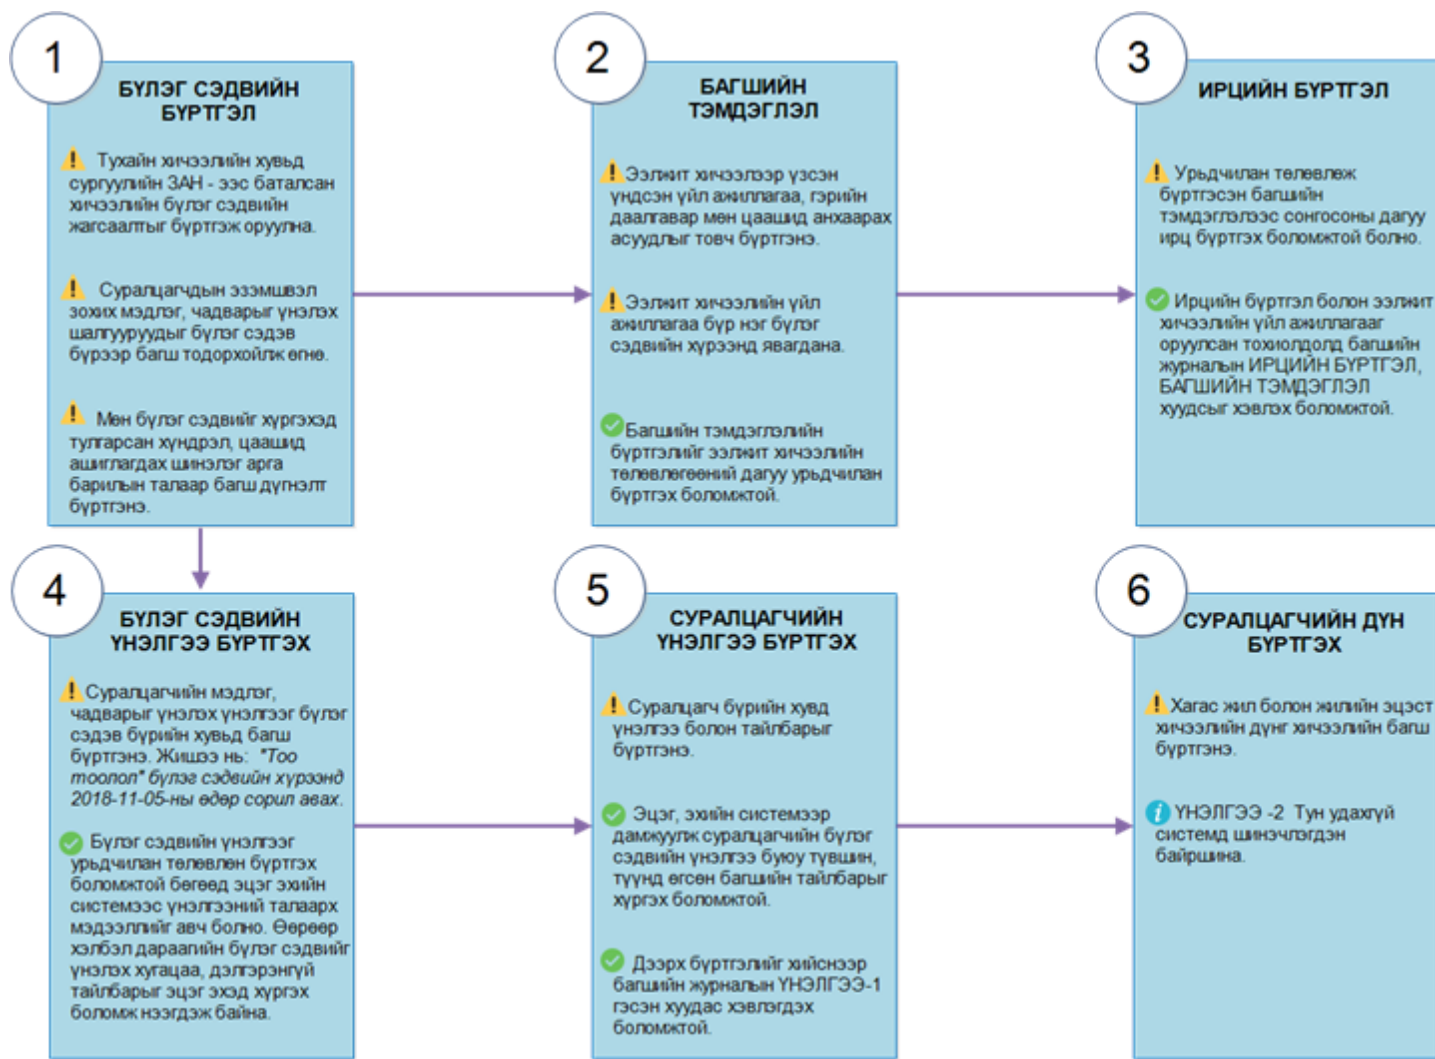 1
БҮЛЭГ СЭДВИЙН
БҮРТГЭЛ
Тухайн хичээлийн хувьд
сургуулийн ЗАН - ээс баталсан
хичээлийн бүлэг сэдвийн
жагсаалтыг бүртгэж оруулна.
Суралцагчдын эзэмшвэл
зохих мэдлэг, чадварыг үнэлэх
шалгууруудыг бүлэг сэдэв
бүрээр багш тодорхойлж өгнө.
Мөн бүлэг сэдвийг хүргэхэд
тулгарсан хүндрэл, цаашид
ашиглагдах шинэлэг арга
барилын талаар багш дүгнэлт
бүртгэнэ.
2
БАГШИЙН
ТЭМДЭГЛЭЛ
Ээлжит хичээлээр үзсэн
үндсэн үйл ажиллагаа, гэрийн
даалгавар мөн цаашид анхаарах
асуудлыг товч бүртгэнэ.
Ээлжит хичээлийн үйл
ажиллагаа бүр нэг бүлэг
сэдвийн хүрээнд явагдана.
Багшийн тэмдэглэлийн
бүртгэлийг ээлжит хичээлийн
төлөвлөгөөний дагуу урьдчилан
бүртгэх боломжтой.
3
ИРЦИЙН БҮРТГЭЛ
Урьдчилан төлөвлөж
бүртгэсэн багшийн
тэмдэглэлээс сонгосоны дагуу
ирц бүртгэх боломжтой болно.
Ирцийн бүртгэл болон ээлжит
хичээлийн үйл ажиллагааг
оруулсан тохиолдолд багшийн
журналын ИРЦИЙН БҮРТГЭЛ,
БАГШИЙН ТЭМДЭГЛЭЛ
хуудсыг хэвлэх боломжтой.
4
БҮЛЭГ СЭДВИЙН
ҮНЭЛГЭЭ БҮРТГЭХ
Суралцагчийн мэдлэг,
чадварыг үнэлэх үнэлгээг бүлэг
сэдэв бүрийн хувьд багш
бүртгэнэ. Жишээ нь: "Тоо
тоолол" бүлэг сэдвийн хүрээнд
2018-11-05-ны өдөр сорил авах.
Бүлэг сэдвийн үнэлгээг
урьдчилан төлөвлөн бүртгэх
боломжтой бөгөөд эцэг эхийн
системээс үнэлгээний талаарх
мэдээллийг авч болно. Өөрөөр
хэлбэл дараагийн бүлэг сэдвийг
үнэлэх хугацаа, дэлгэрэнгүй
тайлбарыг эцэг эхэд хүргэх
боломж нээгдэж байна.
5
СУРАЛЦАГЧИЙН
ҮНЭЛГЭЭ БҮРТГЭХ
Суралцагч бүрийн хувд
үнэлгээ болон тайлбарыг
бүртгэнэ.
Эцэг, эхийн системээр
дамжуулж суралцагчийн бүлэг
сэдвийн үнэлгээ буюу түвшин,
түүнд өгсөн багшийн тайлбарыг
хүргэх боломжтой.
Дээрх бүртгэлийг хийснээр
багшийн журналын ҮНЭЛГЭЭ-1
гэсэн хуудас хэвлэгдэх
боломжтой.
6
СУРАЛЦАГЧИЙН ДҮН
БҮРТГЭХ
Хагас жил болон жилийн эцэст
хичээлийн дүнг хичээлийн багш
бүртгэнэ.
ҮНЭЛГЭЭ -2 Тун удахгүй
системд шинэчлэгдэн
байршина.